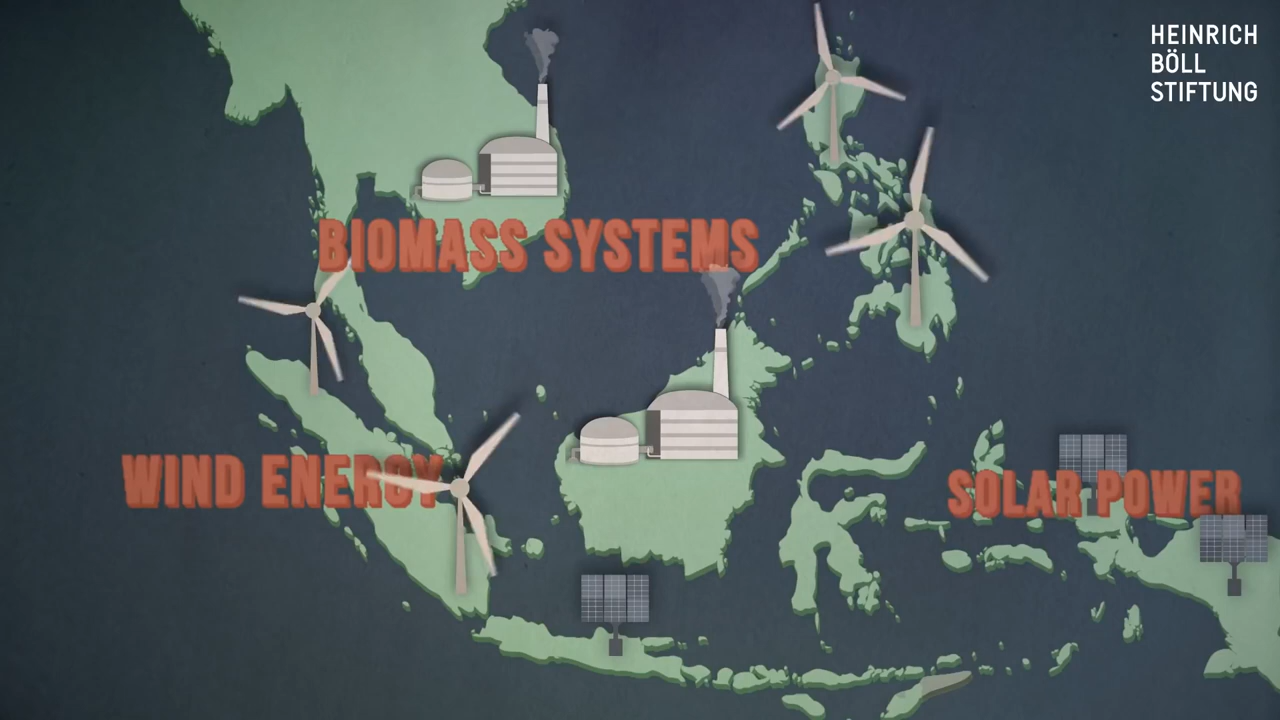 HEINRICH
BÖLL
STIFTUNG
BIOMASS SYSTEMS
WIND ENERGY
SOLAR POWER